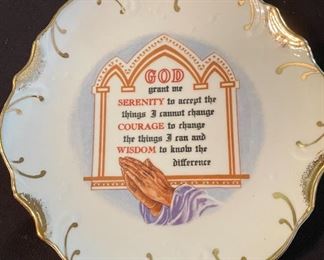 GOD
grant me
SERENITY to accept the
things I cannot change
COURAGE to change
the things I can and
WISDOM to know the
difference